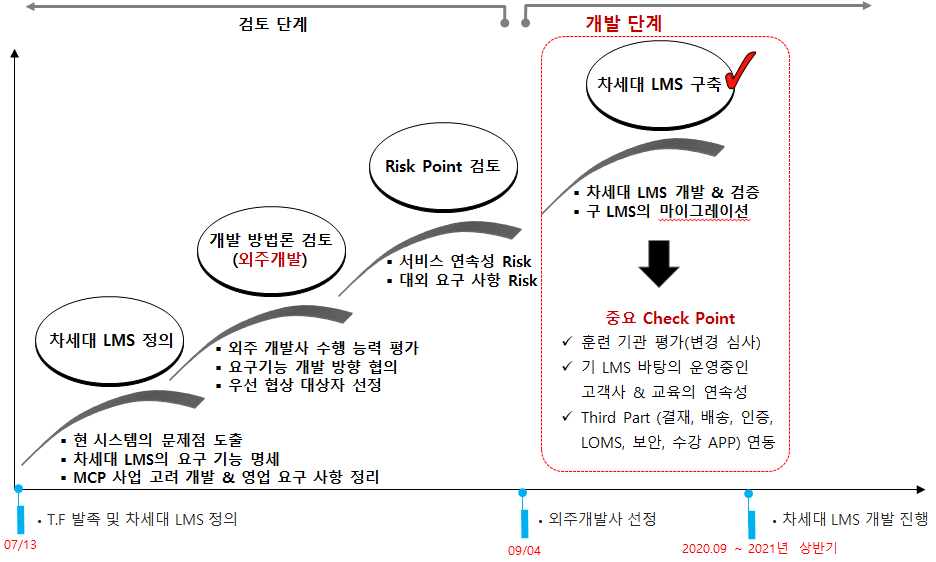 검토 단계
개발 단계
차세대 LMS 구축
▪ 차세대 LMS 개발 & 검증
▪ 구 LMS의 마이그레이션
중요 Check Point
✓ 훈련 기관 평가(변경 심사)
✓ 기 LMS 바탕의 운영중인
고객사 & 교육의 연속성
✓ Third Part (결재, 배송, 인증,
LOMS, 보안, 수강 APP) 연동
Risk Point 검토
▪ 서비스 연속성 Risk
▪ 대외 요구 사항 Risk
개발 방법론 검토
(외주개발)
▪ 외주 개발사 수행 능력 평가
▪ 요구기능 개발 방향 협의
▪ 우선 협상 대상자 선정
차세대 LMS 정의
▪ 현 시스템의 문제점 도출
▪ 차세대 LMS의 요구 기능 명세
▪ MCP 사업 고려 개발 & 영업 요구 사항 정리
· T.F 발족 및 차세대 LMS 정의
07/13
· 외주개발사 선정
09/04
· 차세대 LMS 개발 진행
2020.09 ~ 2021년 상반기